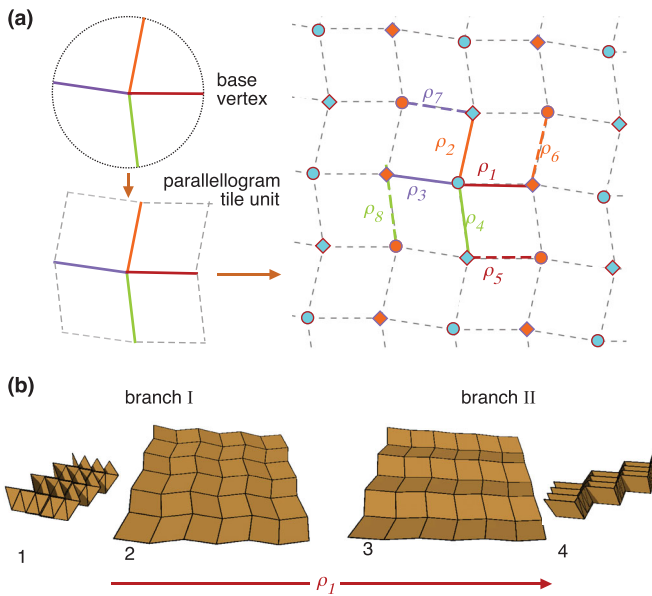 (a)
base
vertex
parallellogram
tile unit
ρ7
ρ2
ρ6
ρ1
ρ3
ρ8
ρ4
ρ5
(b)
branch I
branch II
1
2
3
4
ρ1